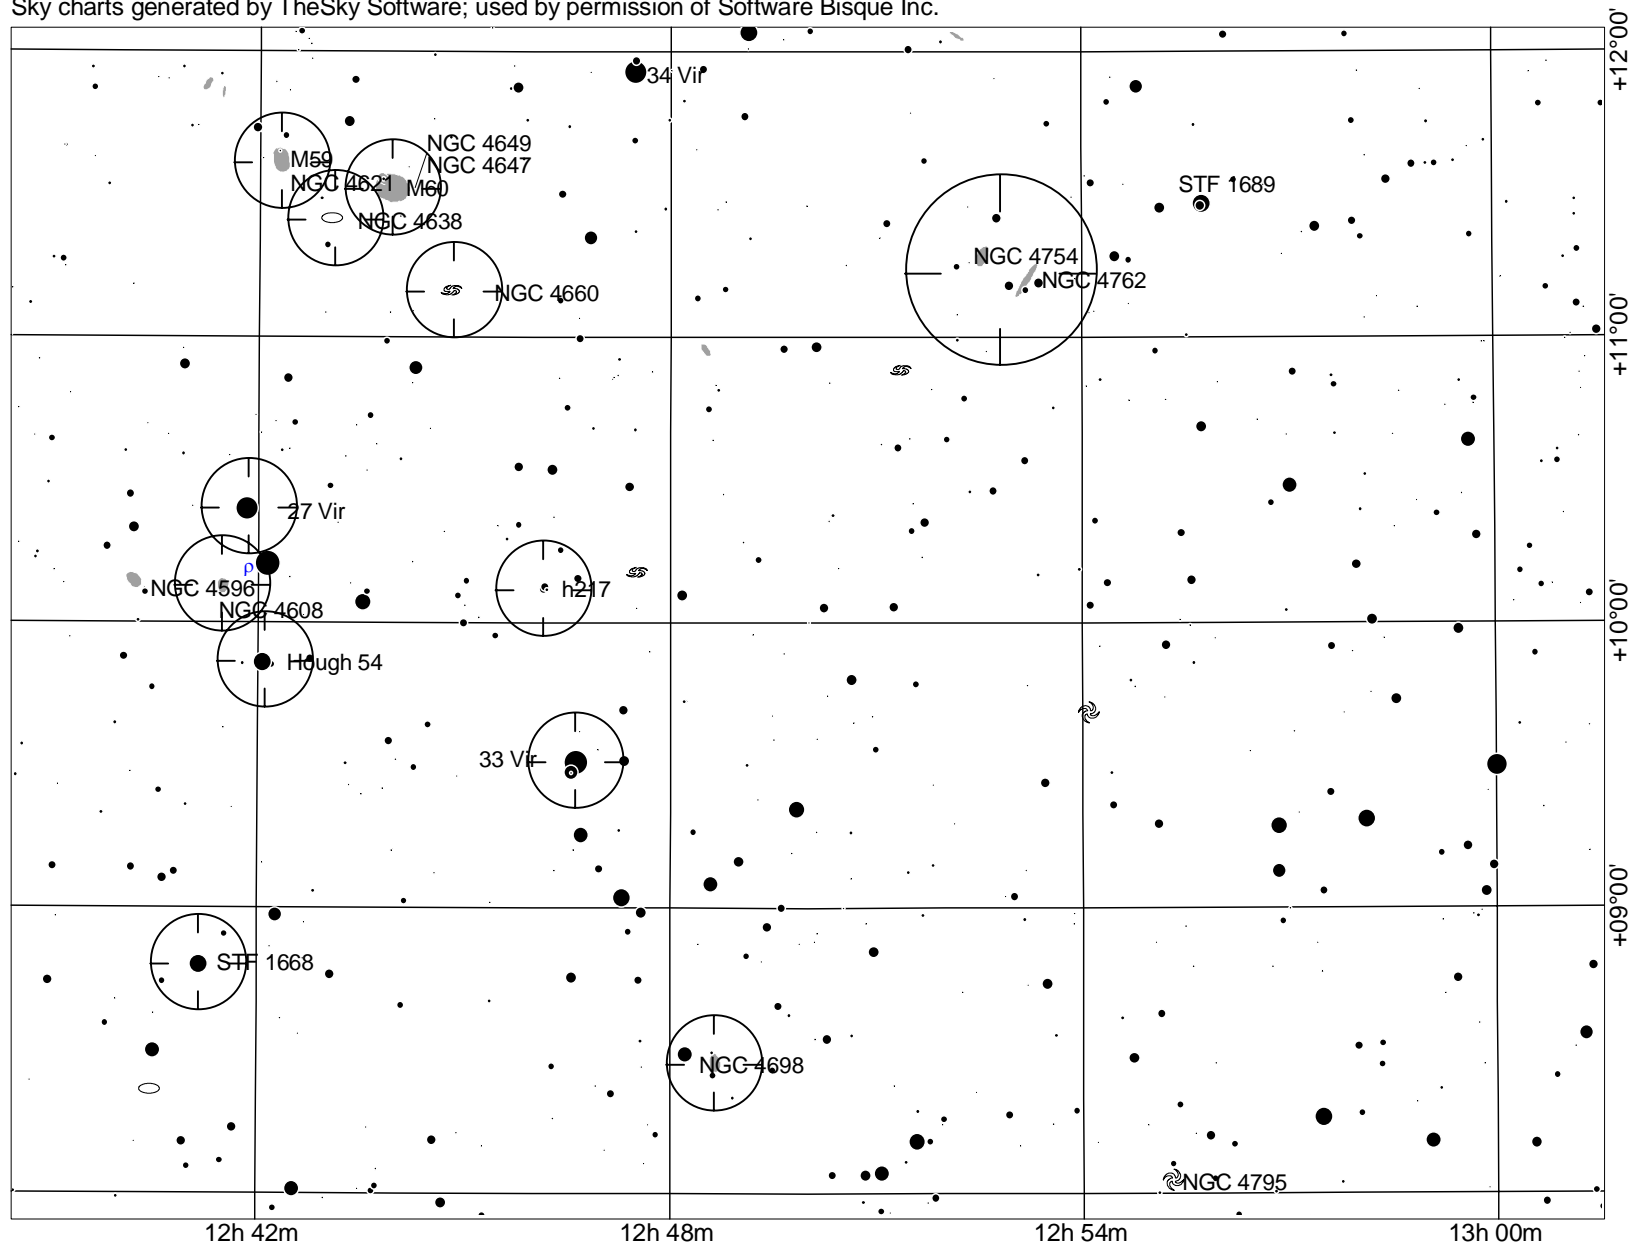 Sky charts generated by TheSky Software; used by permission of Software Bisque Inc.
+12°00'
34 Vir
NGC 4649
M59
NGC 4647
NGC 4621
M60
STF 1689
NGC 4638
NGC 4754
NGC 4762
NGC 4660
+11°00'
27 Vir
ρ
NGC 4596
h217
NGC 4608
+10°00'
Hough 54
33 Vir
+09°00'
STF 1668
NGC 4698
NGC 4795
12h 42m
12h 48m
12h 54m
13h 00m